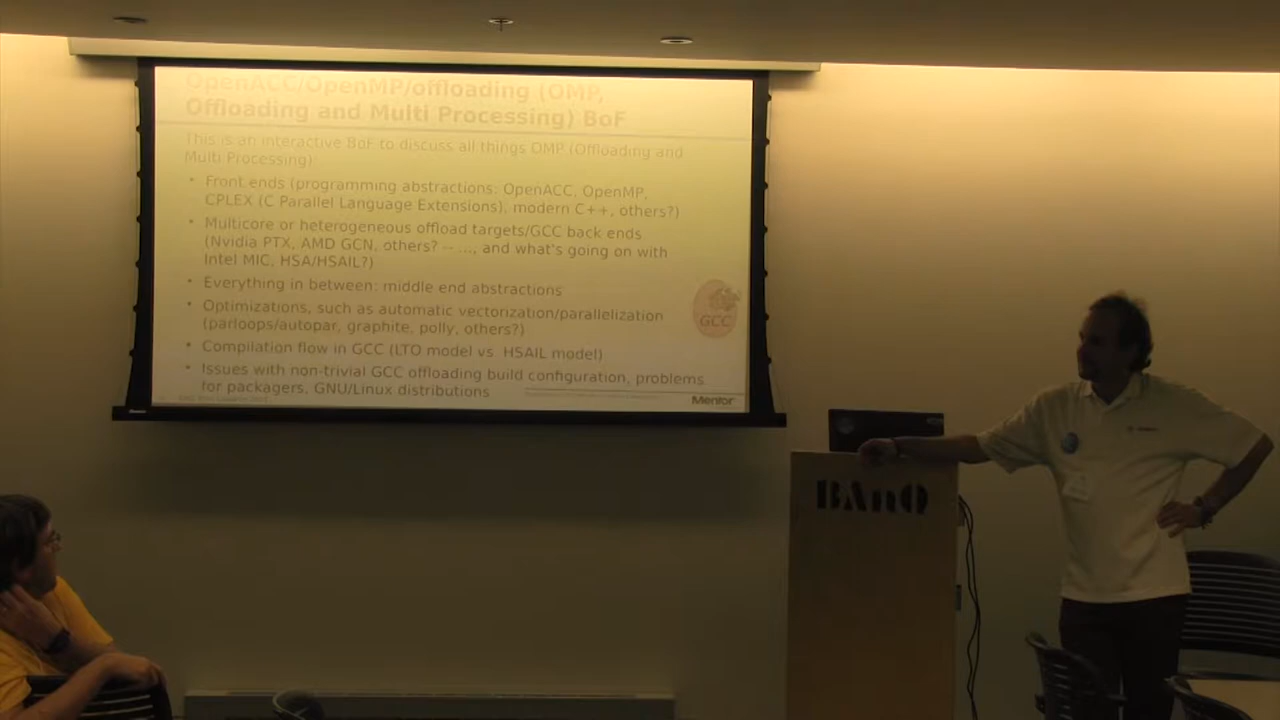 OpenACC/OpenMP/offloading (OMP,
Offloading and Multi Processing) BoF
This is an interactive BoF to discuss all things OMP (Offloading and
Multi Processing):
• Front ends (programming abstractions: OpenACC, OpenMP,
CPLEX (C Parallel Language Extensions), modern C++, others?)
• Multicore or heterogeneous offload targets/GCC back ends
(Nvidia PTX, AMD GCN, others? -- ..., and what's going on with
Intel MIC, HSA/HSAIL?)
• Everything in between: middle end abstractions
• Optimizations, such as automatic vectorization/parallelization
(parloops/autopar, graphite, polly, others?)
• Compilation flow in GCC (LTO model vs. HSAIL model)
• Issues with non-trivial GCC offloading build configuration, problems
for packagers, GNU/Linux distributions
GCC
Mentor
BAnQ